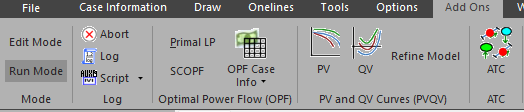 File Case Information Draw Onelines Tools Options Add Ons
Edit Mode
Run Mode
Mode
Abort
Log
AUXB
Script
Log
Primal LP
SCOPF
OPF Case
Info
Optimal Power Flow (OPF)
PV
QV
Refine Model
PV and QV Curves (PVQV)
ATC
ATC